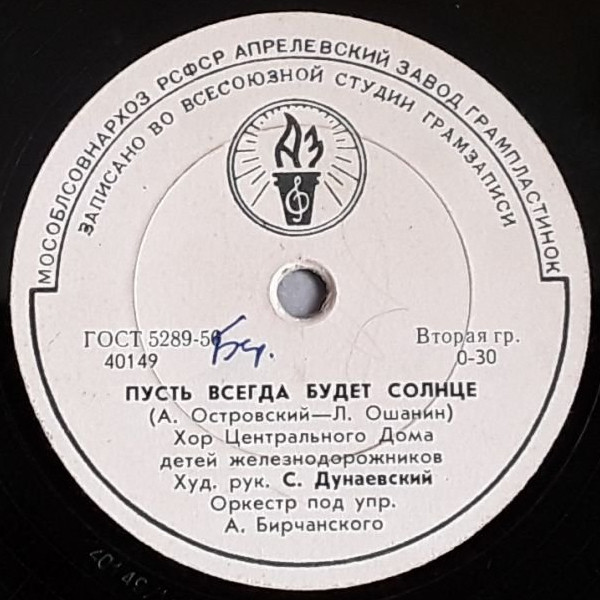 МОСОБЛСОВНАРХОЗ РСФСР АПРЕЛЕВСКИЙ ЗАВОД ГРАМПЛАСТИНОК
ЗАПИСАНО ВО ВСЕСОЮЗНОЙ СТУДИИ ГРАМЗАПИСИ
АЗ
ГОСТ 5289-56
Вторая гр.
40149
0-30
ПУСТЬ ВСЕГДА БУДЕТ СОЛНЦЕ
(А. Островский—Л. Ошанин)
Хор Центрального Дома
детей железнодорожников
Худ. рук. С. Дунаевский
Оркестр под упр.
А. Бирчанского